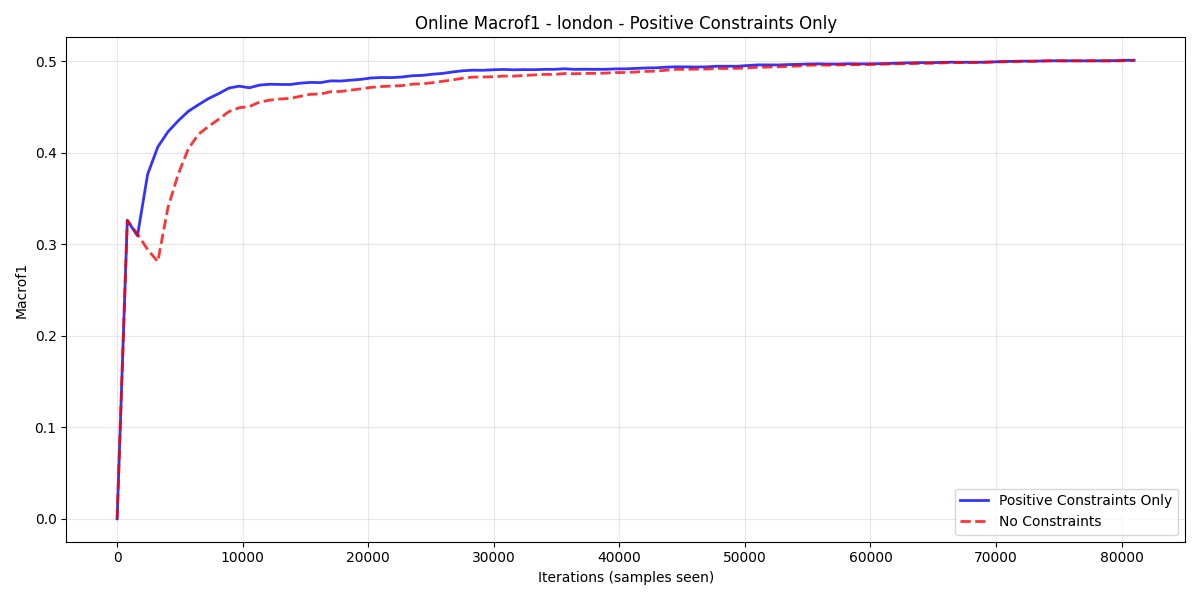 Online Macrof1 - london - Positive Constraints Only
Macrof1
0.5
0.4
0.3
0.2
0.1
0.0
0 10000 20000 30000 40000 50000 60000 70000 80000
Iterations (samples seen)
Positive Constraints Only
No Constraints